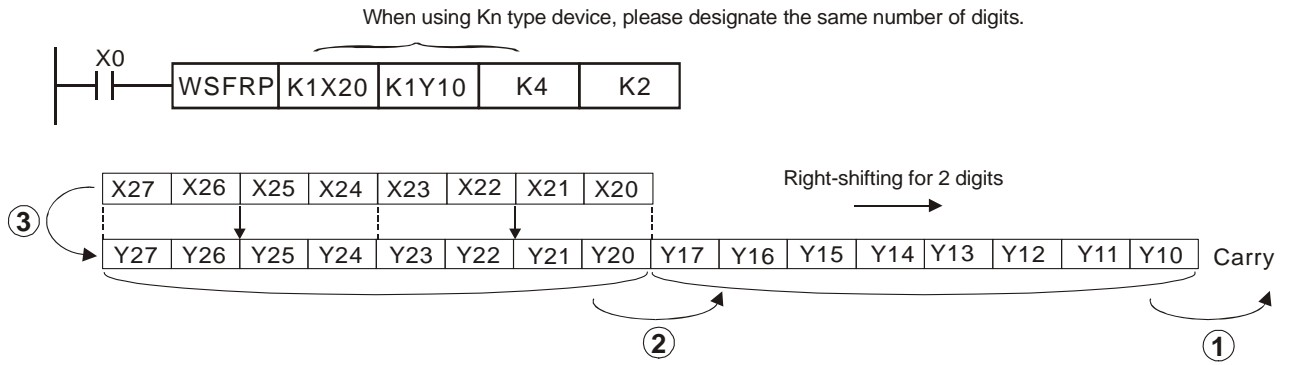 When using Kn type device, please designate the same number of digits.
X0
WSFRP K1X20 K1Y10 K4 K2
X27 X26 X25 X24 X23 X22 X21 X20
Right-shifting for 2 digits
3
Y27 Y26 Y25 Y24 Y23 Y22 Y21 Y20 Y17 Y16 Y15 Y14 Y13 Y12 Y11 Y10 Carry
2 1